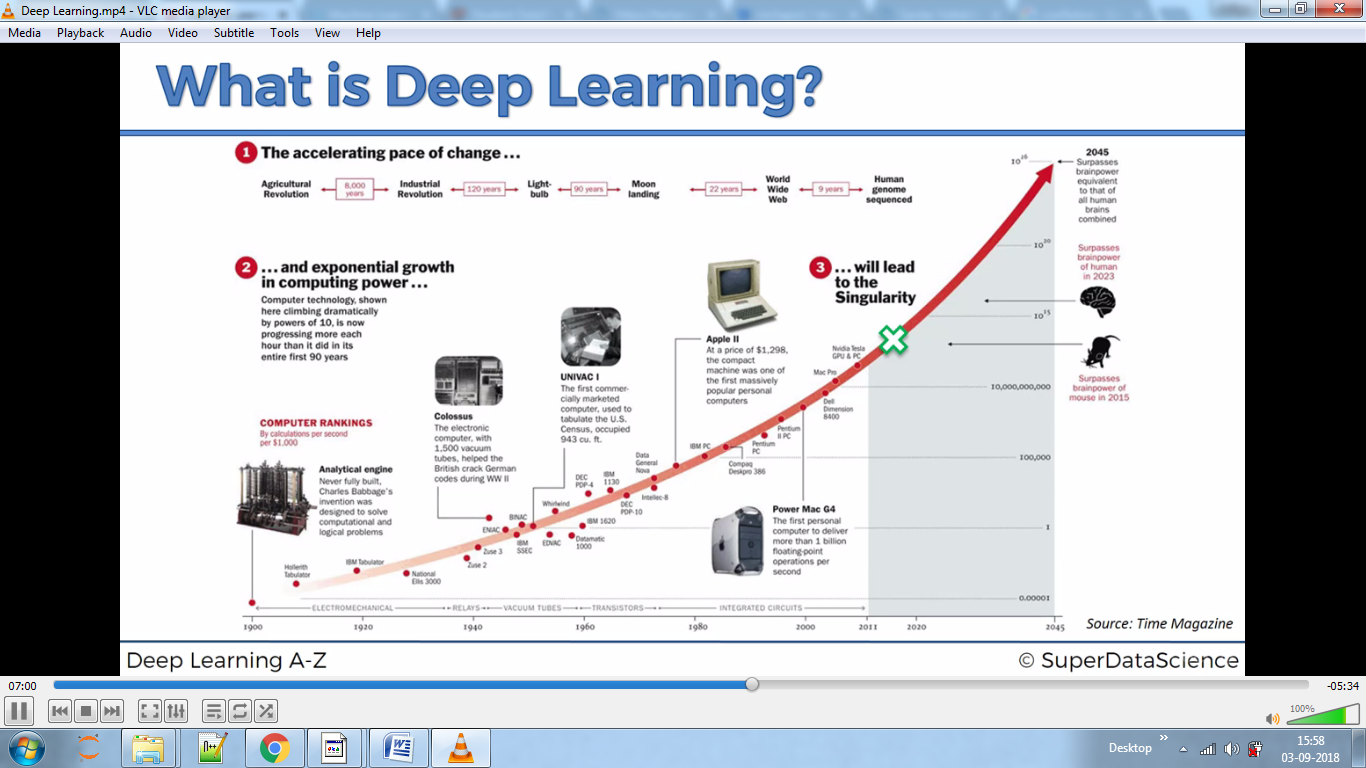 Deep Learning.mp4 - VLC media player
Media Playback Audio Video Subtitle Tools View Help
What is Deep Learning?
1 The accelerating pace of change ...
Agricultural
Revolution
8,000
years
Industrial
Revolution
120 years
Light-
bulb
90 years
Moon
landing
22 years
World
Wide
Web
9 years
Human
genome
sequenced
2 ... and exponential growth
in computing power ...
Computer technology, shown
here climbing dramatically
by powers of 10, is now
progressing more each
hour than it did in its
entire first 90 years
COMPUTER RANKINGS
By calculations per second
per $1,000
Analytical engine
Never fully built,
Charles Babbage's
invention was
designed to solve
computational and
logical problems
Colossus
The electronic
computer, with
1,500 vacuum
tubes, helped the
British crack German
codes during WW II
UNIVAC I
The first commer-
cially marketed
computer, used to
tabulate the U.S.
Census, occupied
943 cu. ft.
Apple II
At a price of $1,298,
the compact
machine was one of
the first massively
popular personal
computers
Power Mac G4
The first personal
computer to deliver
more than 1 billion
floating-point
operations per
second
3 ... will lead
to the
Singularity
2045
Surpasses
brainpower
equivalent
to that of
all human
brains
combined
Surpasses
brainpower
of human
in 2023
Surpasses
brainpower of
mouse in 2015
10²⁶
10²⁰
10¹⁵
10,000,000,000
100,000
1
0.00001
Hollerith
Tabulator
IBM Tabulator
National
Ellis 3000
Zuse 2
Zuse 3
ENIAC
BINAC
IBM
SSEC
Whirlwind
EDVAC
DEC
PDP-4
IBM
1130
IBM 1620
Datamatic
1000
DEC
PDP-10
Data
General
Nova
Intellec-8
IBM PC
Compaq
Deskpro 386
Pentium
PC
Pentium
II PC
Mac Pro
Dell
Dimension
8400
Nvidia Tesla
GPU & PC
ELECTROMECHANICAL
RELAYS
VACUUM TUBES
TRANSISTORS
INTEGRATED CIRCUITS
1900 1920 1940 1960 1980 2000 2011 2020 2045
Source: Time Magazine
Deep Learning A-Z
© SuperDataScience
07:00
-05:34
100%
Desktop
15:58
03-09-2018